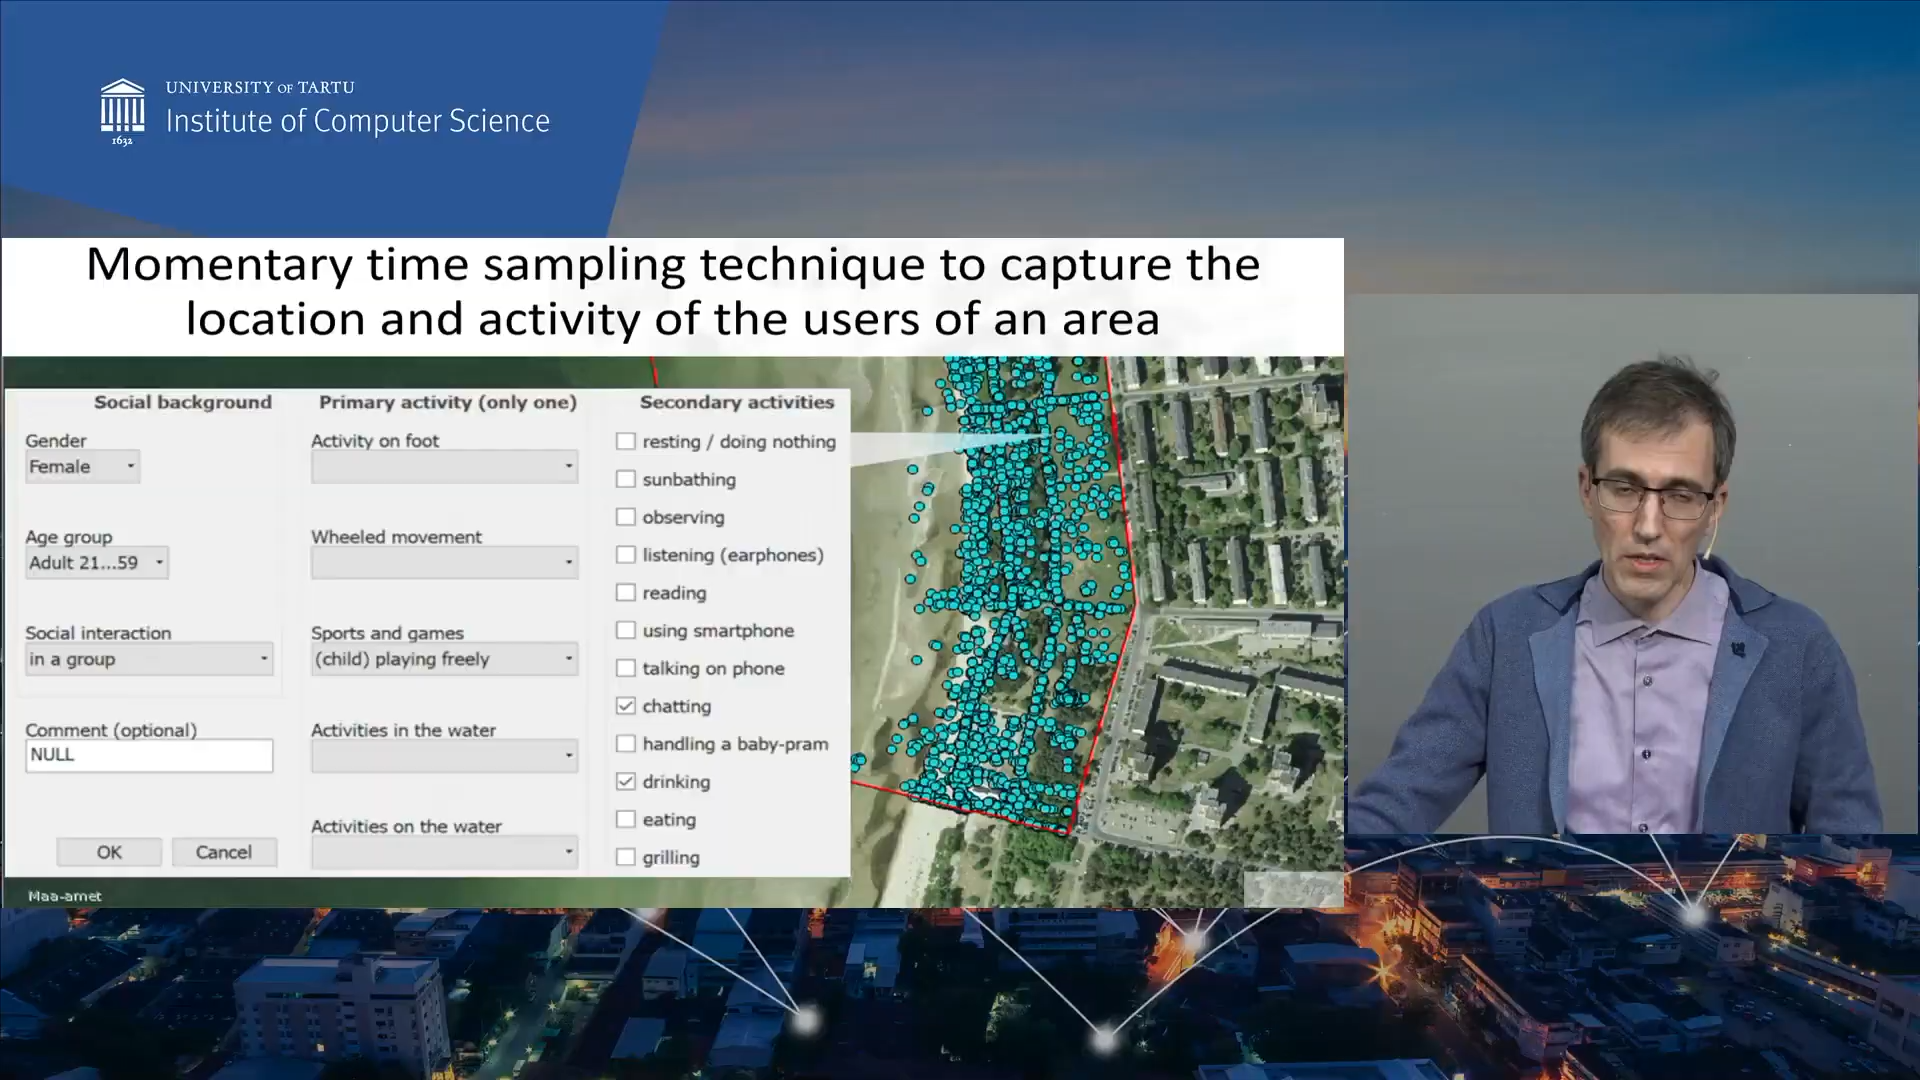 UNIVERSITY OF TARTU
Institute of Computer Science
1632
Momentary time sampling technique to capture the
location and activity of the users of an area
Social background
Gender
Female
Age group
Adult 21...59
Social interaction
in a group
Comment (optional)
NULL
OK
Cancel
Primary activity (only one)
Activity on foot
Wheeled movement
Sports and games
(child) playing freely
Activities in the water
Activities on the water
Secondary activities
resting / doing nothing
sunbathing
observing
listening (earphones)
reading
using smartphone
talking on phone
chatting
handling a baby-pram
drinking
eating
grilling
Maa-amet